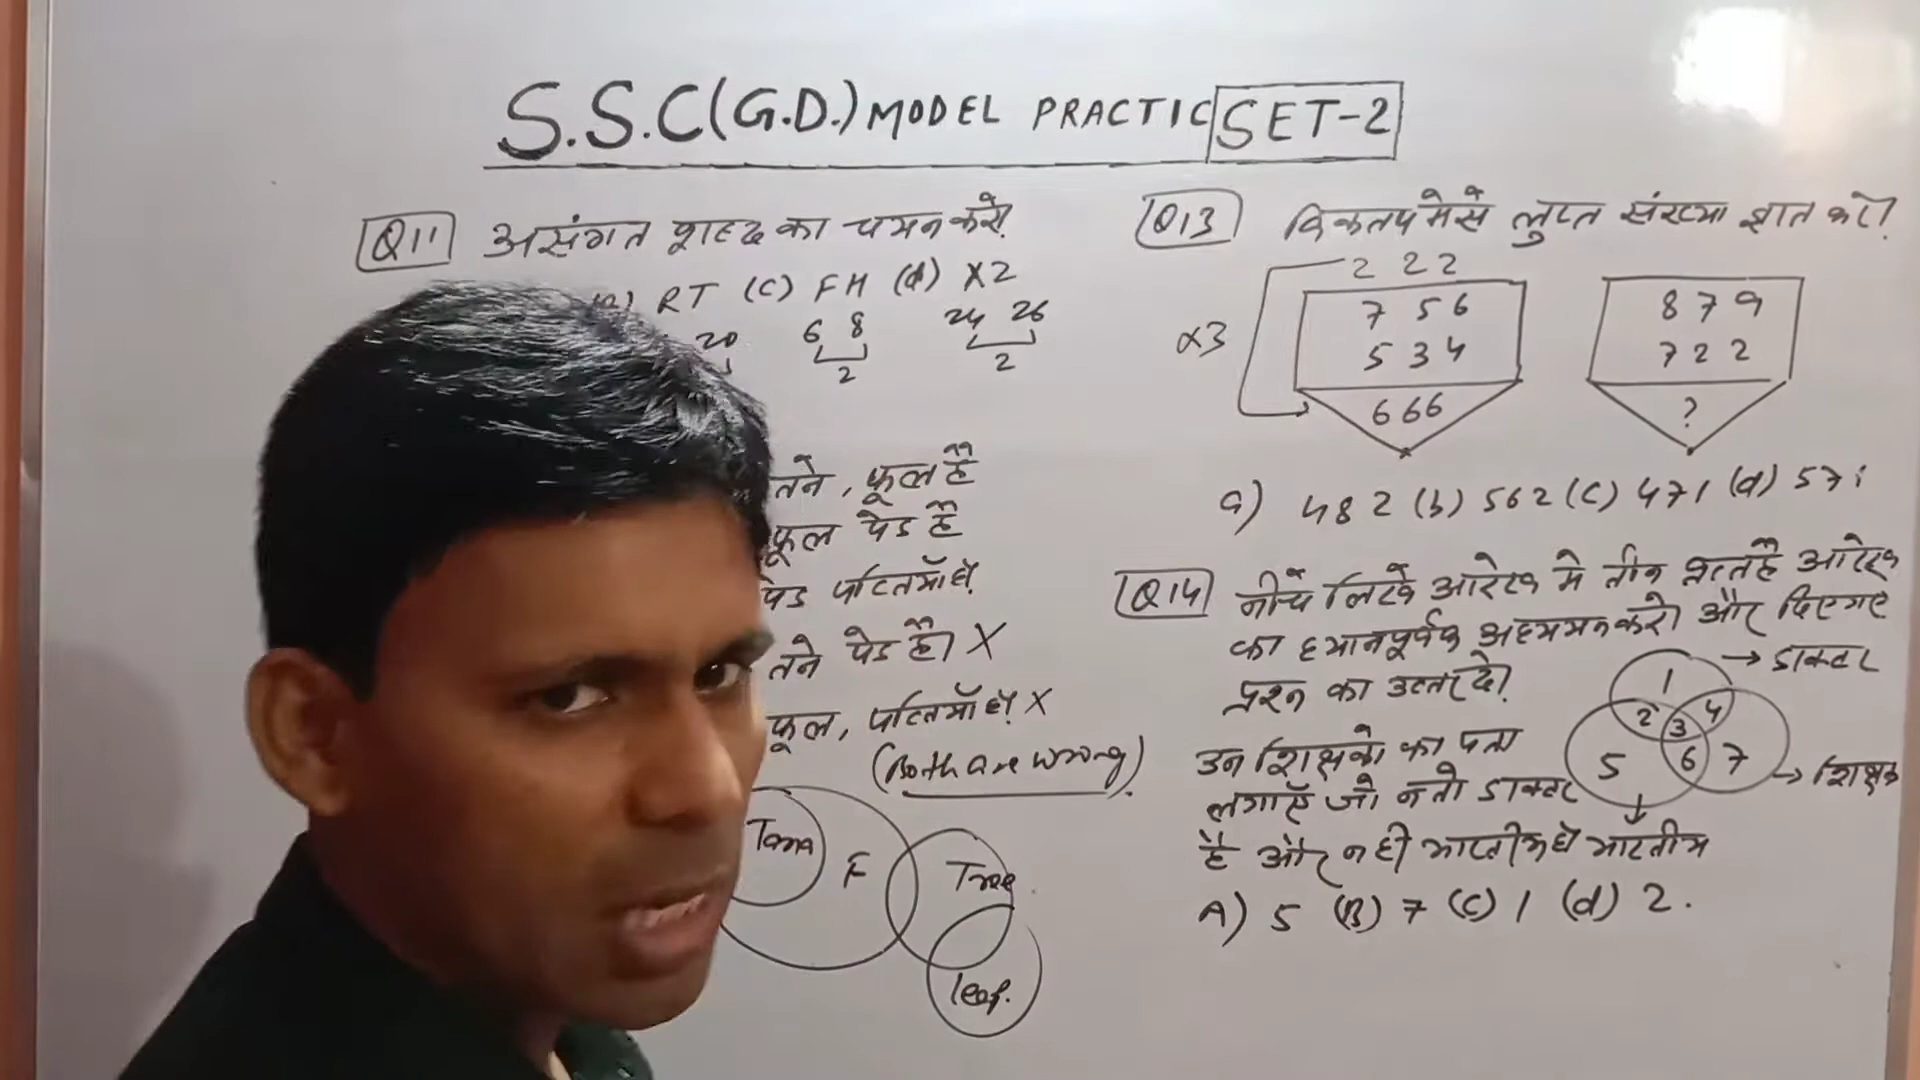 S.S.C(G.D.) MODEL PRACTIC SET-2
Q11 असंगत शब्द का चयन करो?
RT (C) FH (d) XZ
20 6 8 24 26
2 2
तने, फूल है
फूल पेड है
पेड पत्तियाँ है.
तने पेड है। X
फूल, पत्तियाँ है. X
(Both are wrong).
Tana F Tree
leaf.
Q13 विकल्प मे से लुप्त संख्या ज्ञात करो?
2 2 2
7 5 6
5 3 4
666
x3
8 7 9
7 2 2
?
a) 482 (b) 562 (c) 471 (d) 571
Q14 नीचे लिखे आरेख मे तीन वृत्त है आरेख
का ध्यानपूर्वक अध्ययन करो और दिए गए
प्रश्न का उत्तर दो?
1 → डाक्टर
2 3 4
5 6 7 → शिक्षक
उन शिक्षको का पता
लगाएँ जो न तो डाक्टर
है और न ही भारतीय है भारतीय
A) 5 (B) 7 (C) 1 (d) 2.